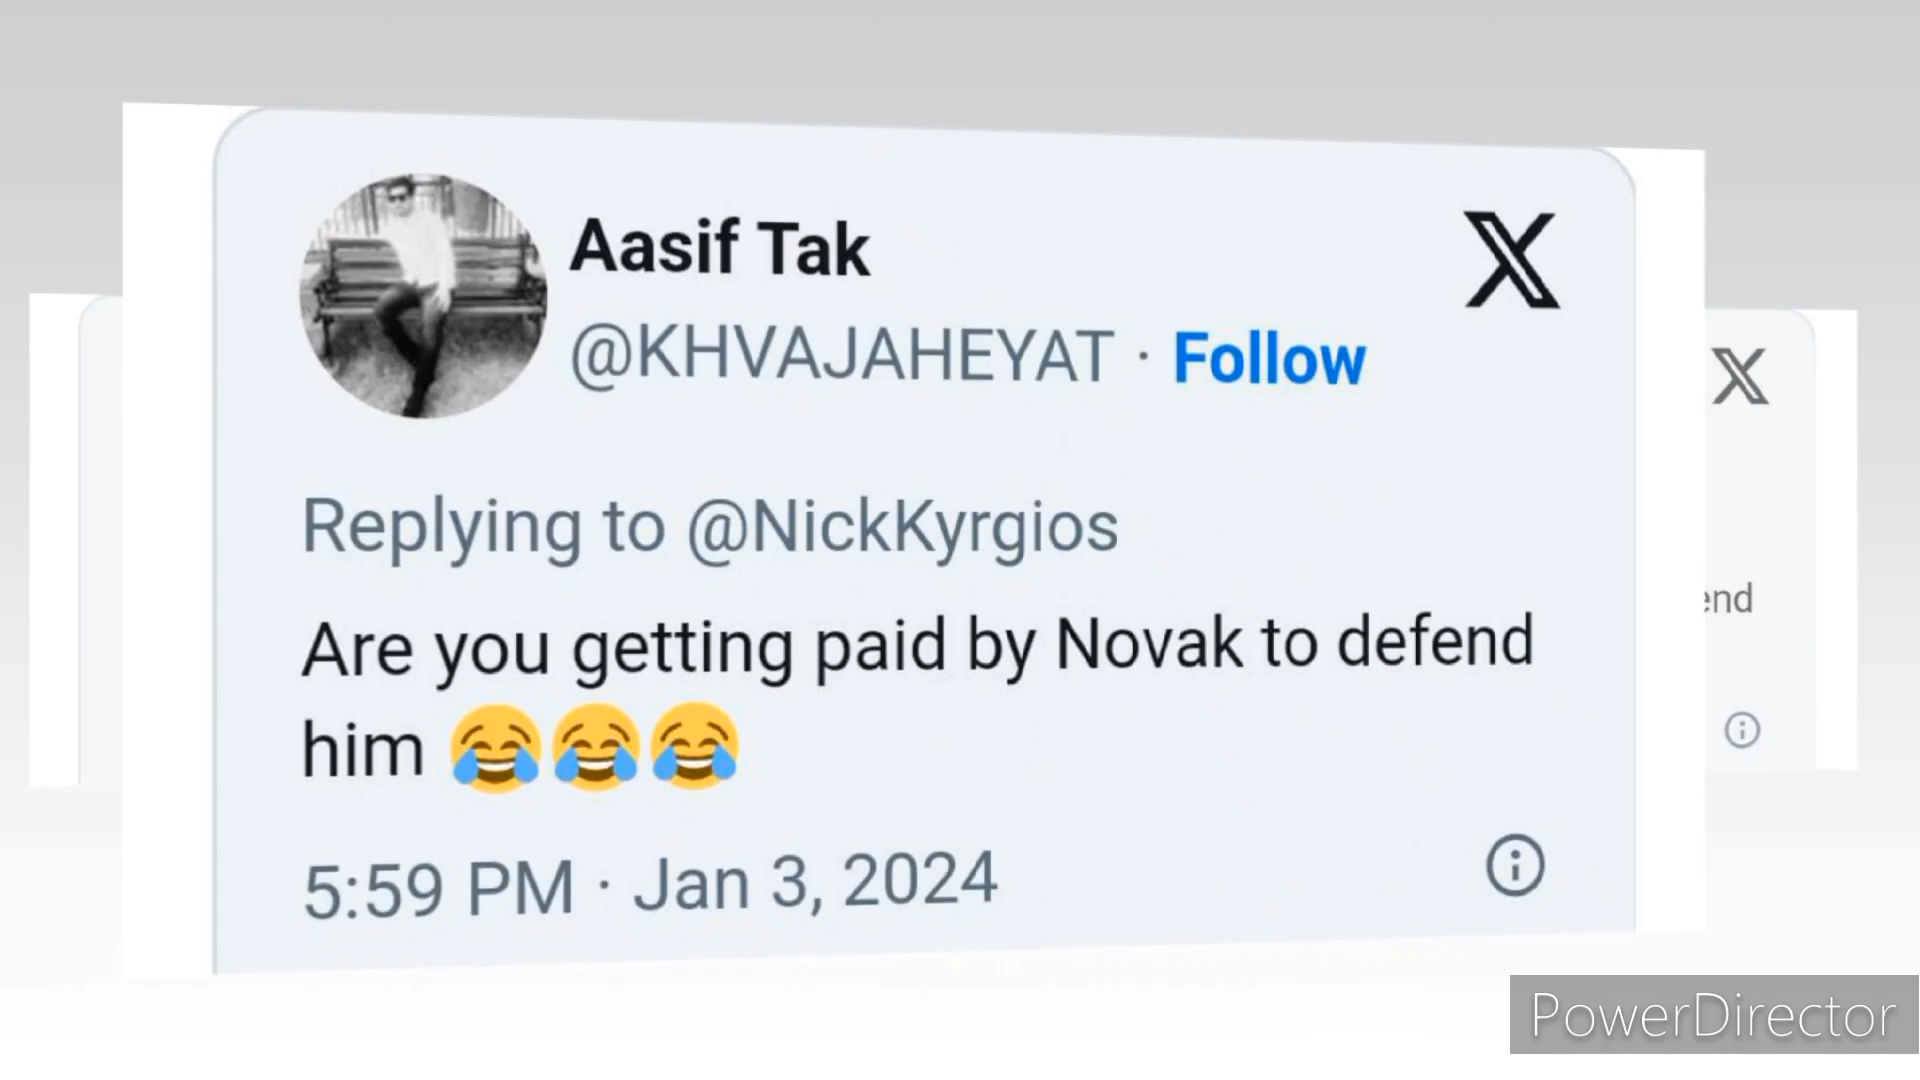 Aasif Tak
@KHVAJAHEYAT · Follow
Replying to @NickKyrgios
Are you getting paid by Novak to defend
him 😂😂😂
5:59 PM · Jan 3, 2024
end
PowerDirector